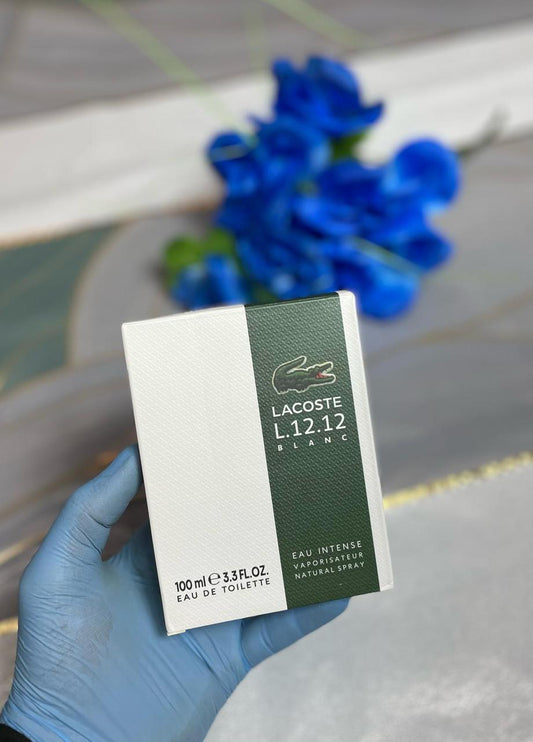 LACOSTE
L.12.12
BLANC
EAU INTENSE
VAPORISATEUR
NATURAL SPRAY
100 ml e 3.3 FL.OZ.
EAU DE TOILETTE